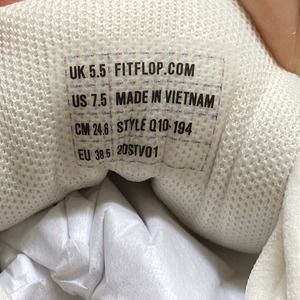 UK 5.5 FITFLOP.COM
US 7.5 MADE IN VIETNAM
CM 24.6 STYLE Q10-194
EU 38.5 2DSTV01